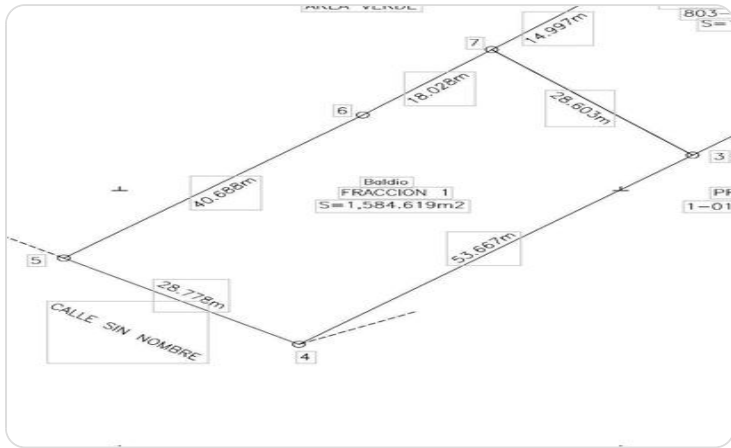 AREA VERDE
803-
S=
7
14.997m
18.028m
28.603m
6
3
40.688m
Baldio
FRACCION 1
S=1,584.619m2
PR
1-01
53.667m
5
28.778m
CALLE SIN NOMBRE
4